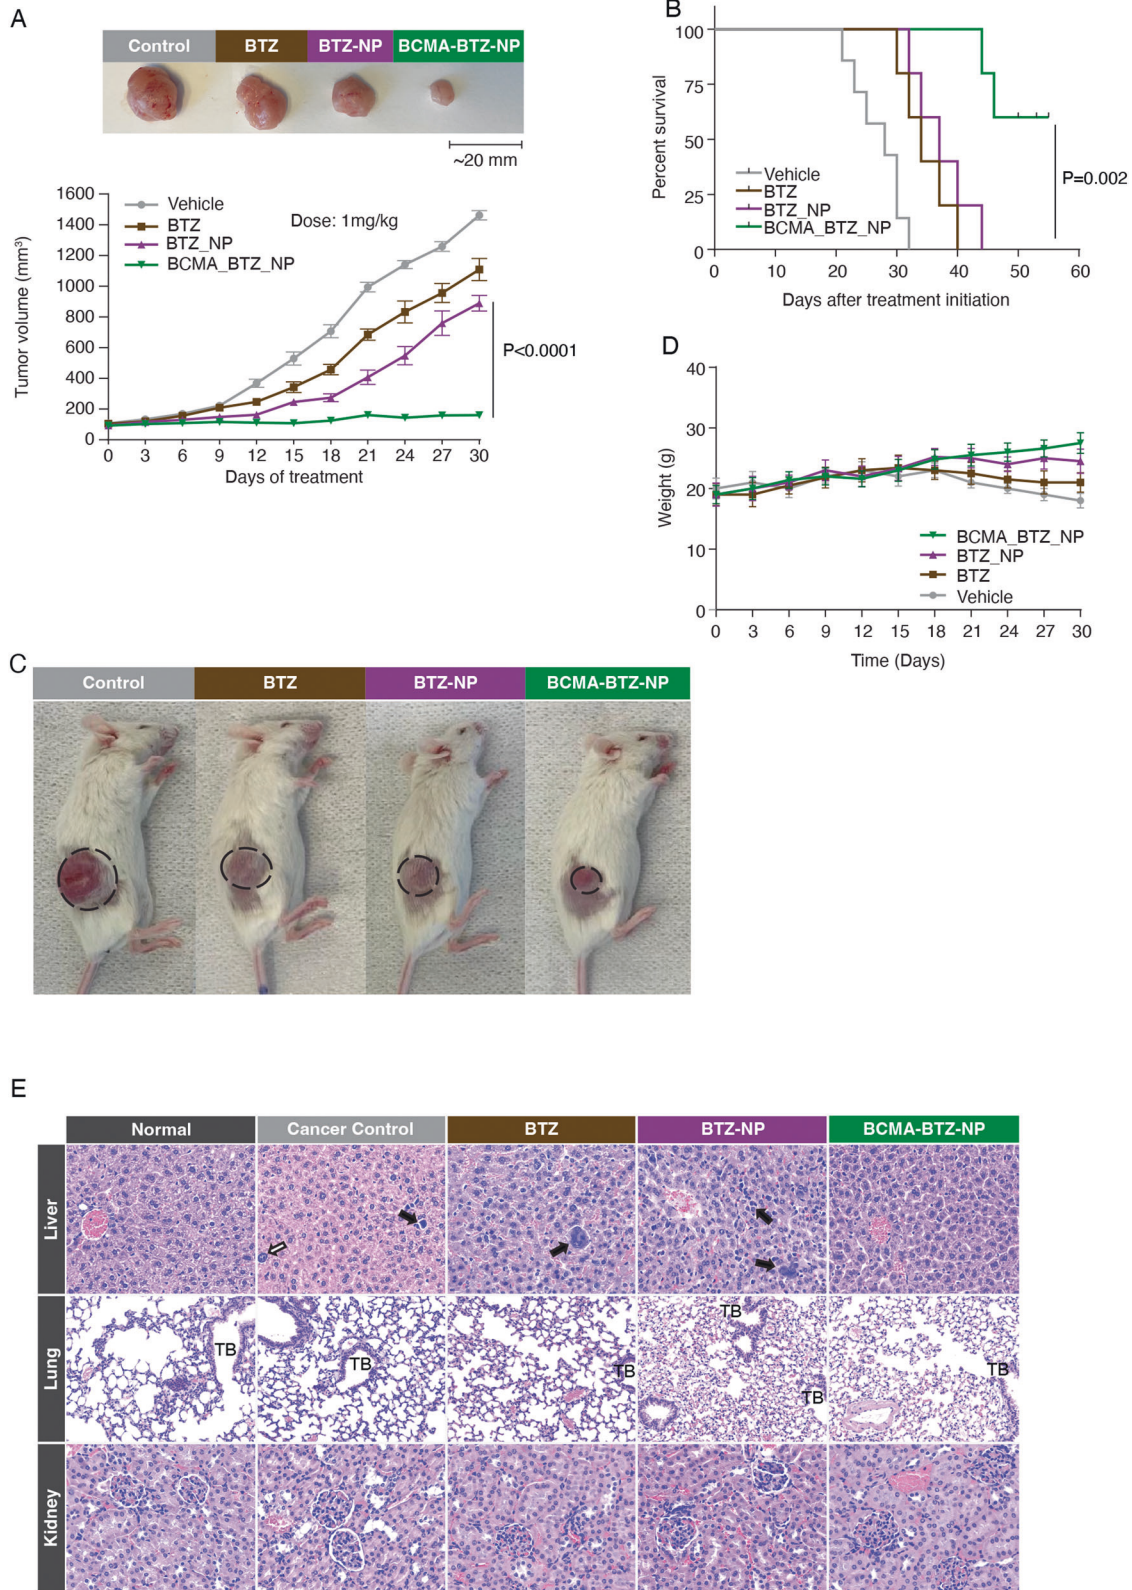 A
Control BTZ BTZ-NP BCMA-BTZ-NP
~20 mm
Tumor volume (mm³)
1600
1400
1200
1000
800
600
400
200
0
Vehicle
BTZ
BTZ_NP
BCMA_BTZ_NP
Dose: 1mg/kg
P<0.0001
0 3 6 9 12 15 18 21 24 27 30
Days of treatment
B
Percent survival
100
75
50
25
0
Vehicle
BTZ
BTZ_NP
BCMA_BTZ_NP
P=0.002
0 10 20 30 40 50 60
Days after treatment initiation
D
Weight (g)
40
30
20
10
0
BCMA_BTZ_NP
BTZ_NP
BTZ
Vehicle
0 3 6 9 12 15 18 21 24 27 30
Time (Days)
C
Control BTZ BTZ-NP BCMA-BTZ-NP
E
Normal Cancer Control BTZ BTZ-NP BCMA-BTZ-NP
Liver
Lung
TB TB TB TB TB TB
Kidney